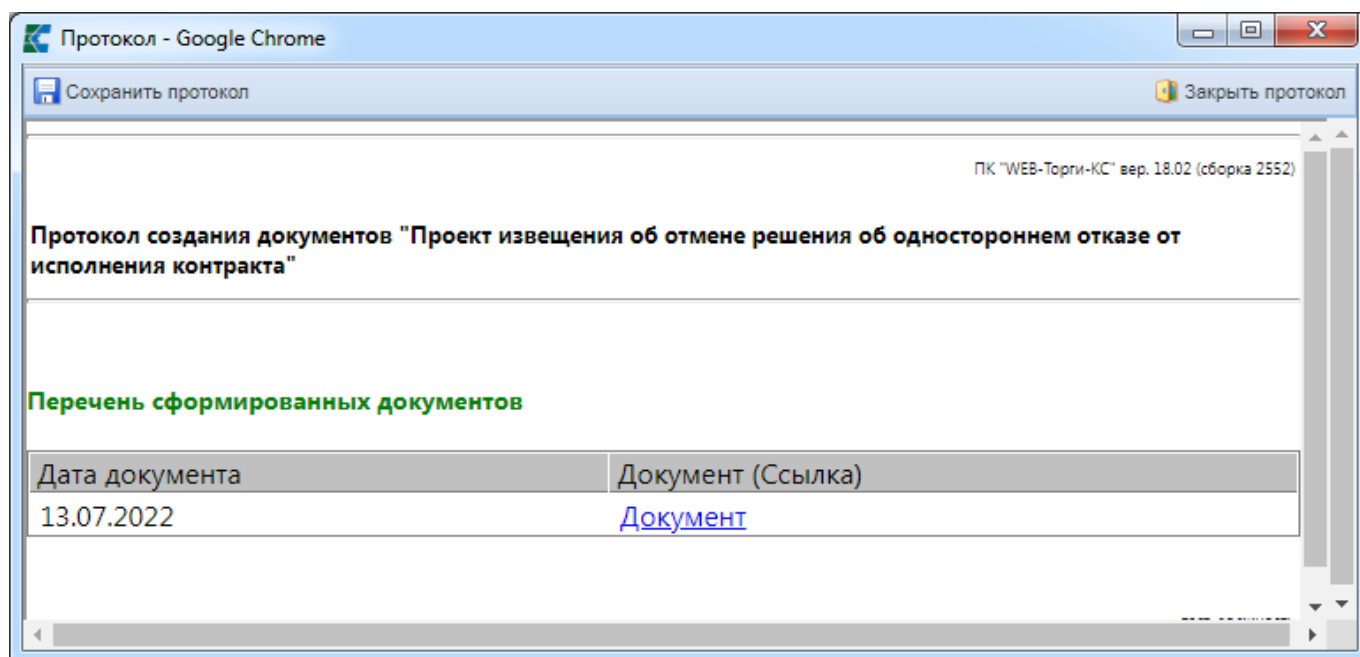 Протокол - Google Chrome
Сохранить протокол
Закрыть протокол
ПК "WEB-Торги-КС" вер. 18.02 (сборка 2552)
Протокол создания документов "Проект извещения об отмене решения об одностороннем отказе от
исполнения контракта"
Перечень сформированных документов
Дата документа
Документ (Ссылка)
13.07.2022
Документ